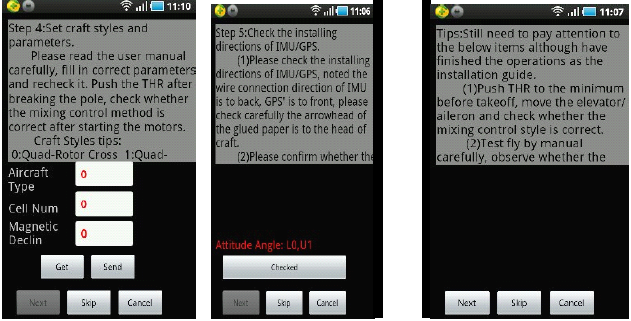 11:10
Step 4:Set craft styles and
parameters.
Please read the user manual
carefully, fill in correct parameters
and recheck it. Push the THR after
breaking the pole, check whether
the mixing control method is
correct after starting the motors.
Craft Styles tips:
0:Quad-Rotor Cross 1:Quad-
Aircraft
Type
0
Cell Num
0
Magnetic
Declin
0
Get
Send
Next
Skip
Cancel
11:06
Step 5:Check the installing
directions of IMU/GPS.
(1)Please check the installing
directions of IMU/GPS, noted the
wire connection direction of IMU
is to back, GPS' is to front, please
check carefully the arrowhead of
the glued paper is to the head of
craft.
(2)Please confirm whether the
Attitude Angle: L0,U1
Checked
Next
Skip
Cancel
11:07
Tips:Still need to pay attention to
the below items although have
finished the operations as the
installation guide.
(1)Push THR to the minimum
before takeoff, move the elevator/
aileron and check whether the
mixing control style is correct.
(2)Test fly by manual
carefully, observe whether the
Next
Skip
Cancel